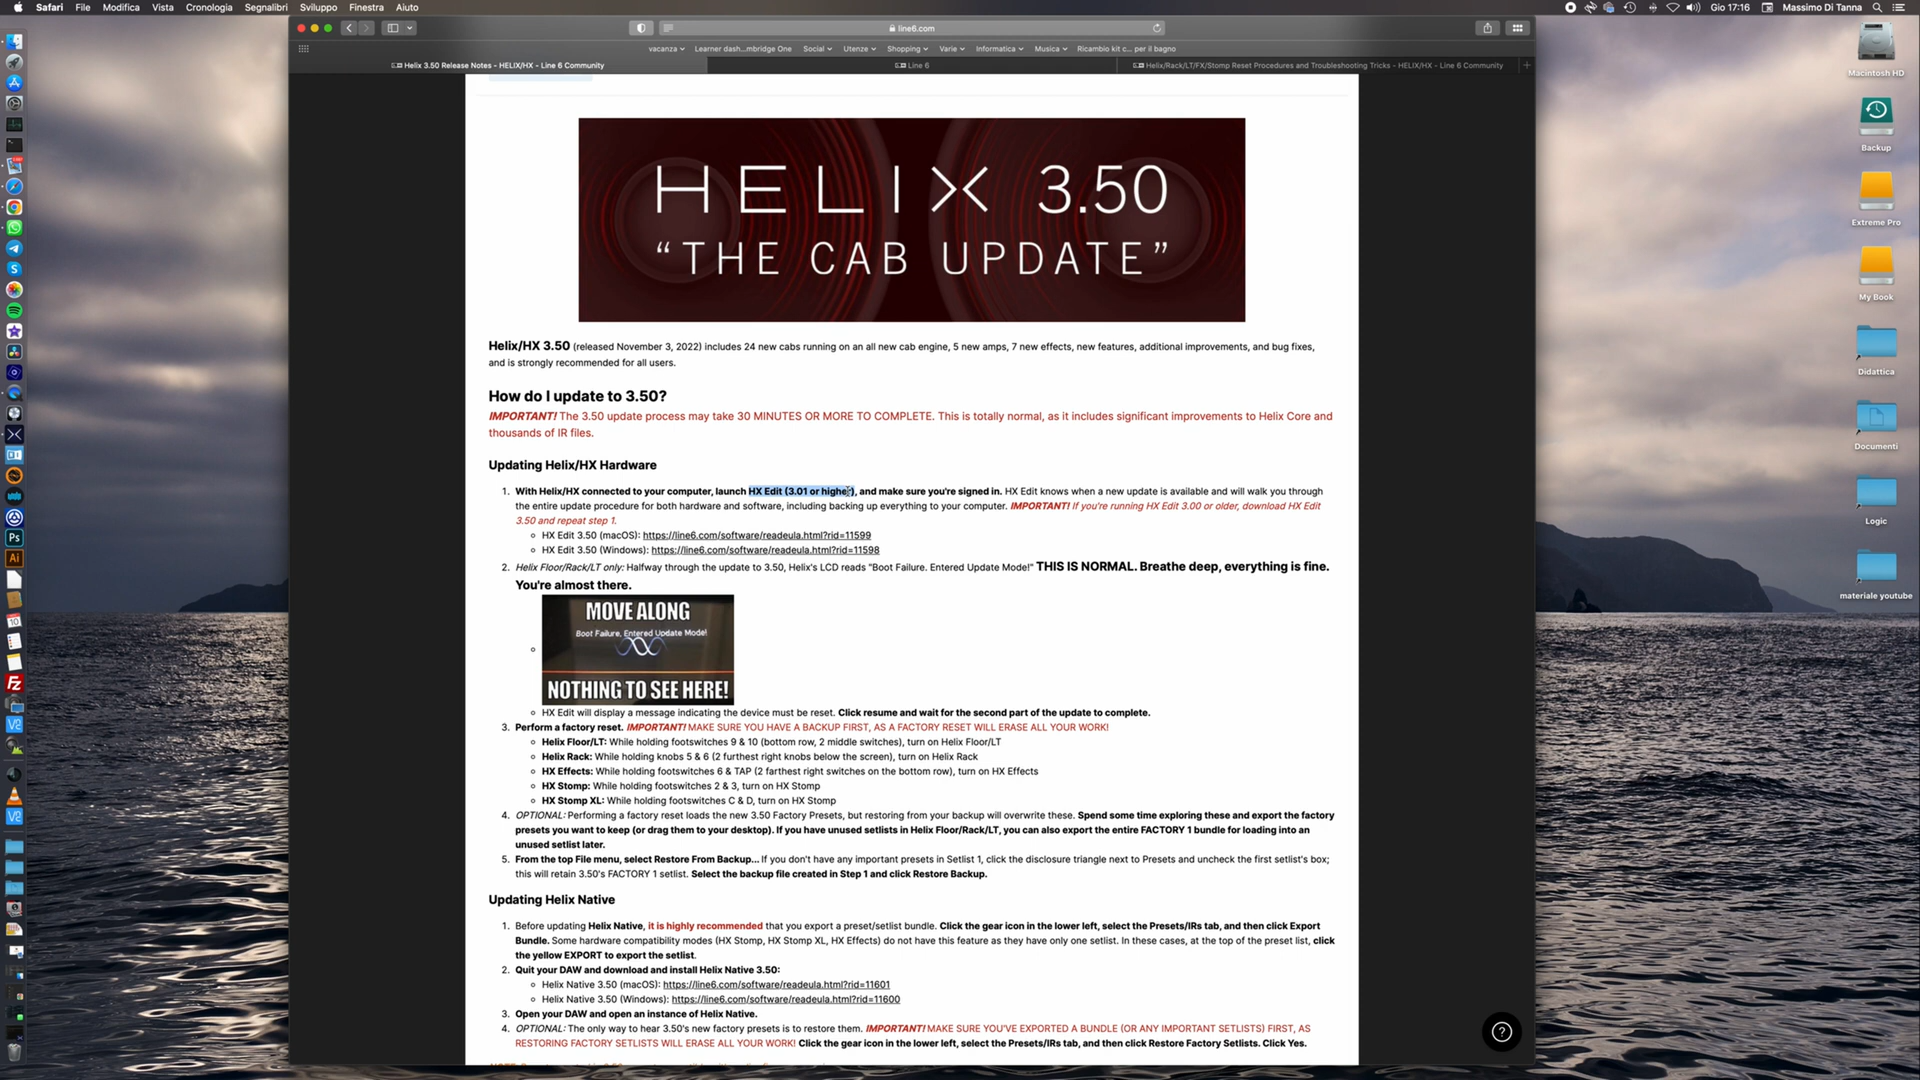 Safari File Modifica Vista Cronologia Segnalibri Sviluppo Finestra Aiuto
Gio 17:16 Massimo Di Tanna
line6.com
vacanza Learner dash...mbridge One Social Utenze Shopping Varie Informatica Musica Ricambio kit c... per il bagno
Helix 3.50 Release Notes - HELIX/HX - Line 6 Community
Line 6
Helix/Rack/LT/FX/Stomp Reset Procedures and Troubleshooting Tricks - HELIX/HX - Line 6 Community
HELIX 3.50
"THE CAB UPDATE"
Helix/HX 3.50 (released November 3, 2022) includes 24 new cabs running on an all new cab engine, 5 new amps, 7 new effects, new features, additional improvements, and bug fixes,
and is strongly recommended for all users.
How do I update to 3.50?
IMPORTANT! The 3.50 update process may take 30 MINUTES OR MORE TO COMPLETE. This is totally normal, as it includes significant improvements to Helix Core and
thousands of IR files.
Updating Helix/HX Hardware
1. With Helix/HX connected to your computer, launch HX Edit (3.01 or higher), and make sure you're signed in. HX Edit knows when a new update is available and will walk you through
the entire update procedure for both hardware and software, including backing up everything to your computer. IMPORTANT! If you're running HX Edit 3.00 or older, download HX Edit
3.50 and repeat step 1.
HX Edit 3.50 (macOS): https://line6.com/software/readeula.html?rid=11599
HX Edit 3.50 (Windows): https://line6.com/software/readeula.html?rid=11598
2. Helix Floor/Rack/LT only: Halfway through the update to 3.50, Helix's LCD reads "Boot Failure. Entered Update Mode!" THIS IS NORMAL. Breathe deep, everything is fine.
You're almost there.
MOVE ALONG
Boot Failure, Entered Update Mode!
NOTHING TO SEE HERE!
HX Edit will display a message indicating the device must be reset. Click resume and wait for the second part of the update to complete.
3. Perform a factory reset. IMPORTANT! MAKE SURE YOU HAVE A BACKUP FIRST, AS A FACTORY RESET WILL ERASE ALL YOUR WORK!
Helix Floor/LT: While holding footswitches 9 & 10 (bottom row, 2 middle switches), turn on Helix Floor/LT
Helix Rack: While holding knobs 5 & 6 (2 furthest right knobs below the screen), turn on Helix Rack
HX Effects: While holding footswitches 6 & TAP (2 farthest right switches on the bottom row), turn on HX Effects
HX Stomp: While holding footswitches 2 & 3, turn on HX Stomp
HX Stomp XL: While holding footswitches C & D, turn on HX Stomp
4. OPTIONAL: Performing a factory reset loads the new 3.50 Factory Presets, but restoring from your backup will overwrite these. Spend some time exploring these and export the factory
presets you want to keep (or drag them to your desktop). If you have unused setlists in Helix Floor/Rack/LT, you can also export the entire FACTORY 1 bundle for loading into an
unused setlist later.
5. From the top File menu, select Restore From Backup... If you don't have any important presets in Setlist 1, click the disclosure triangle next to Presets and uncheck the first setlist's box;
this will retain 3.50's FACTORY 1 setlist. Select the backup file created in Step 1 and click Restore Backup.
Updating Helix Native
1. Before updating Helix Native, it is highly recommended that you export a preset/setlist bundle. Click the gear icon in the lower left, select the Presets/IRs tab, and then click Export
Bundle. Some hardware compatibility modes (HX Stomp, HX Stomp XL, HX Effects) do not have this feature as they have only one setlist. In these cases, at the top of the preset list, click
the yellow EXPORT to export the setlist.
2. Quit your DAW and download and install Helix Native 3.50:
Helix Native 3.50 (macOS): https://line6.com/software/readeula.html?rid=11601
Helix Native 3.50 (Windows): https://line6.com/software/readeula.html?rid=11600
3. Open your DAW and open an instance of Helix Native.
4. OPTIONAL: The only way to hear 3.50's new factory presets is to restore them. IMPORTANT! MAKE SURE YOU'VE EXPORTED A BUNDLE (OR ANY IMPORTANT SETLISTS) FIRST, AS
RESTORING FACTORY SETLISTS WILL ERASE ALL YOUR WORK! Click the gear icon in the lower left, select the Presets/IRs tab, and then click Restore Factory Setlists. Click Yes.
Macintosh HD
Backup
Extreme Pro
My Book
Didattica
Documenti
Logic
materiale youtube
Ps
Ai
Fz